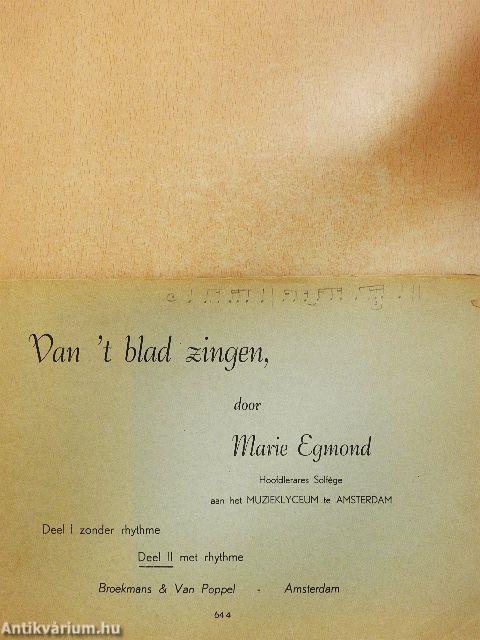 Van 't blad zingen,
door
Marie Egmond
Hoofdlerares Solfège
aan het MUZIEKLYCEUM te AMSTERDAM
Deel I zonder rhythme
Deel II met rhythme
Broekmans & Van Poppel - Amsterdam
644
Antikvárium.hu